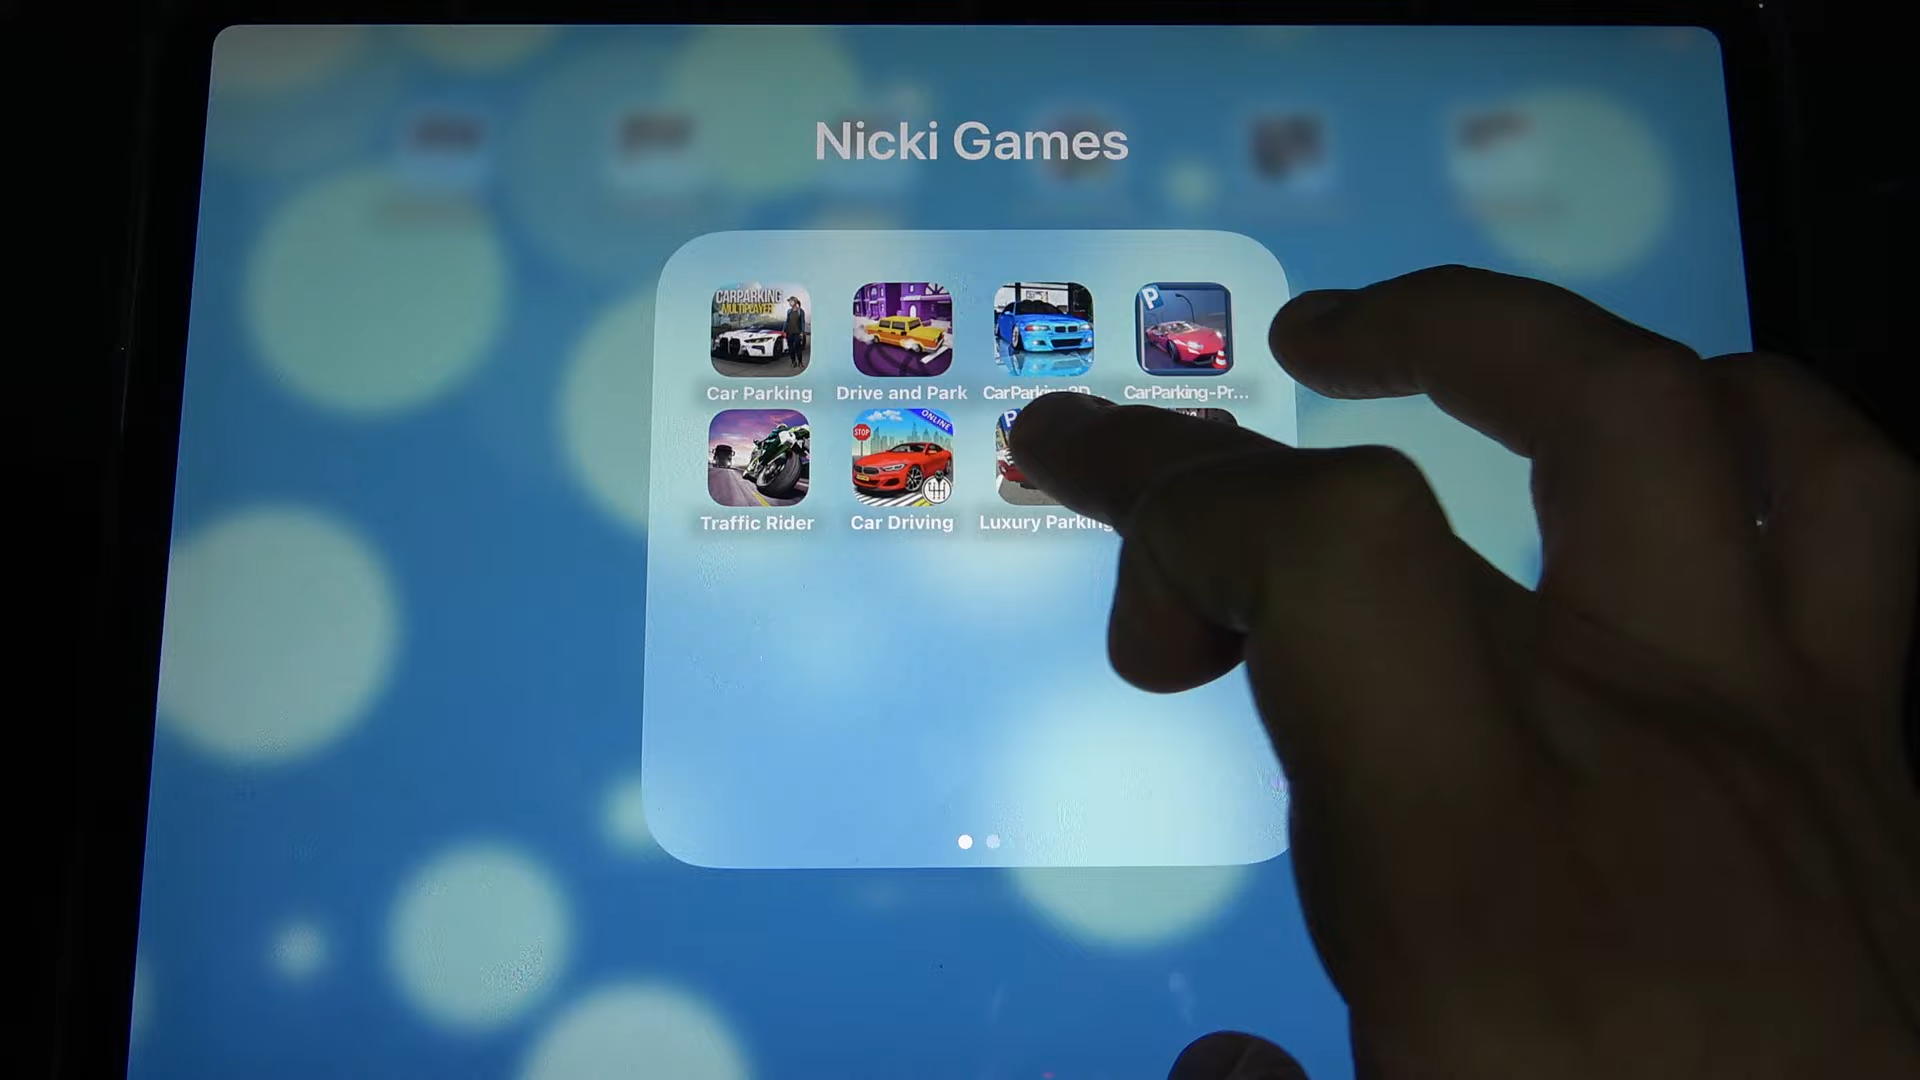 Nicki Games
CARPARKING
MULTIPLAYER
P
Car Parking
Drive and Park
CarParking3D...
CarParking-Pr...
STOP
ONLINE
P
Traffic Rider
Car Driving
Luxury Parking